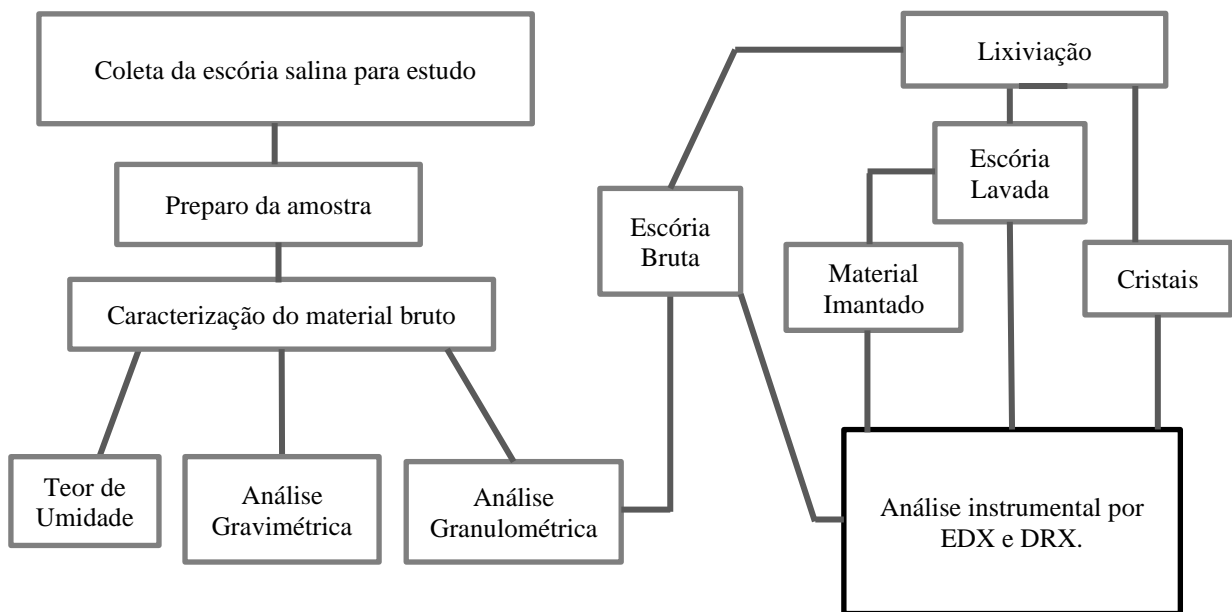 Coleta da escória salina para estudo
Preparo da amostra
Caracterização do material bruto
Teor de
Umidade
Análise
Gravimétrica
Análise
Granulométrica
Escória
Bruta
Lixiviação
Escória
Lavada
Material
Imantado
Cristais
Análise instrumental por
EDX e DRX.